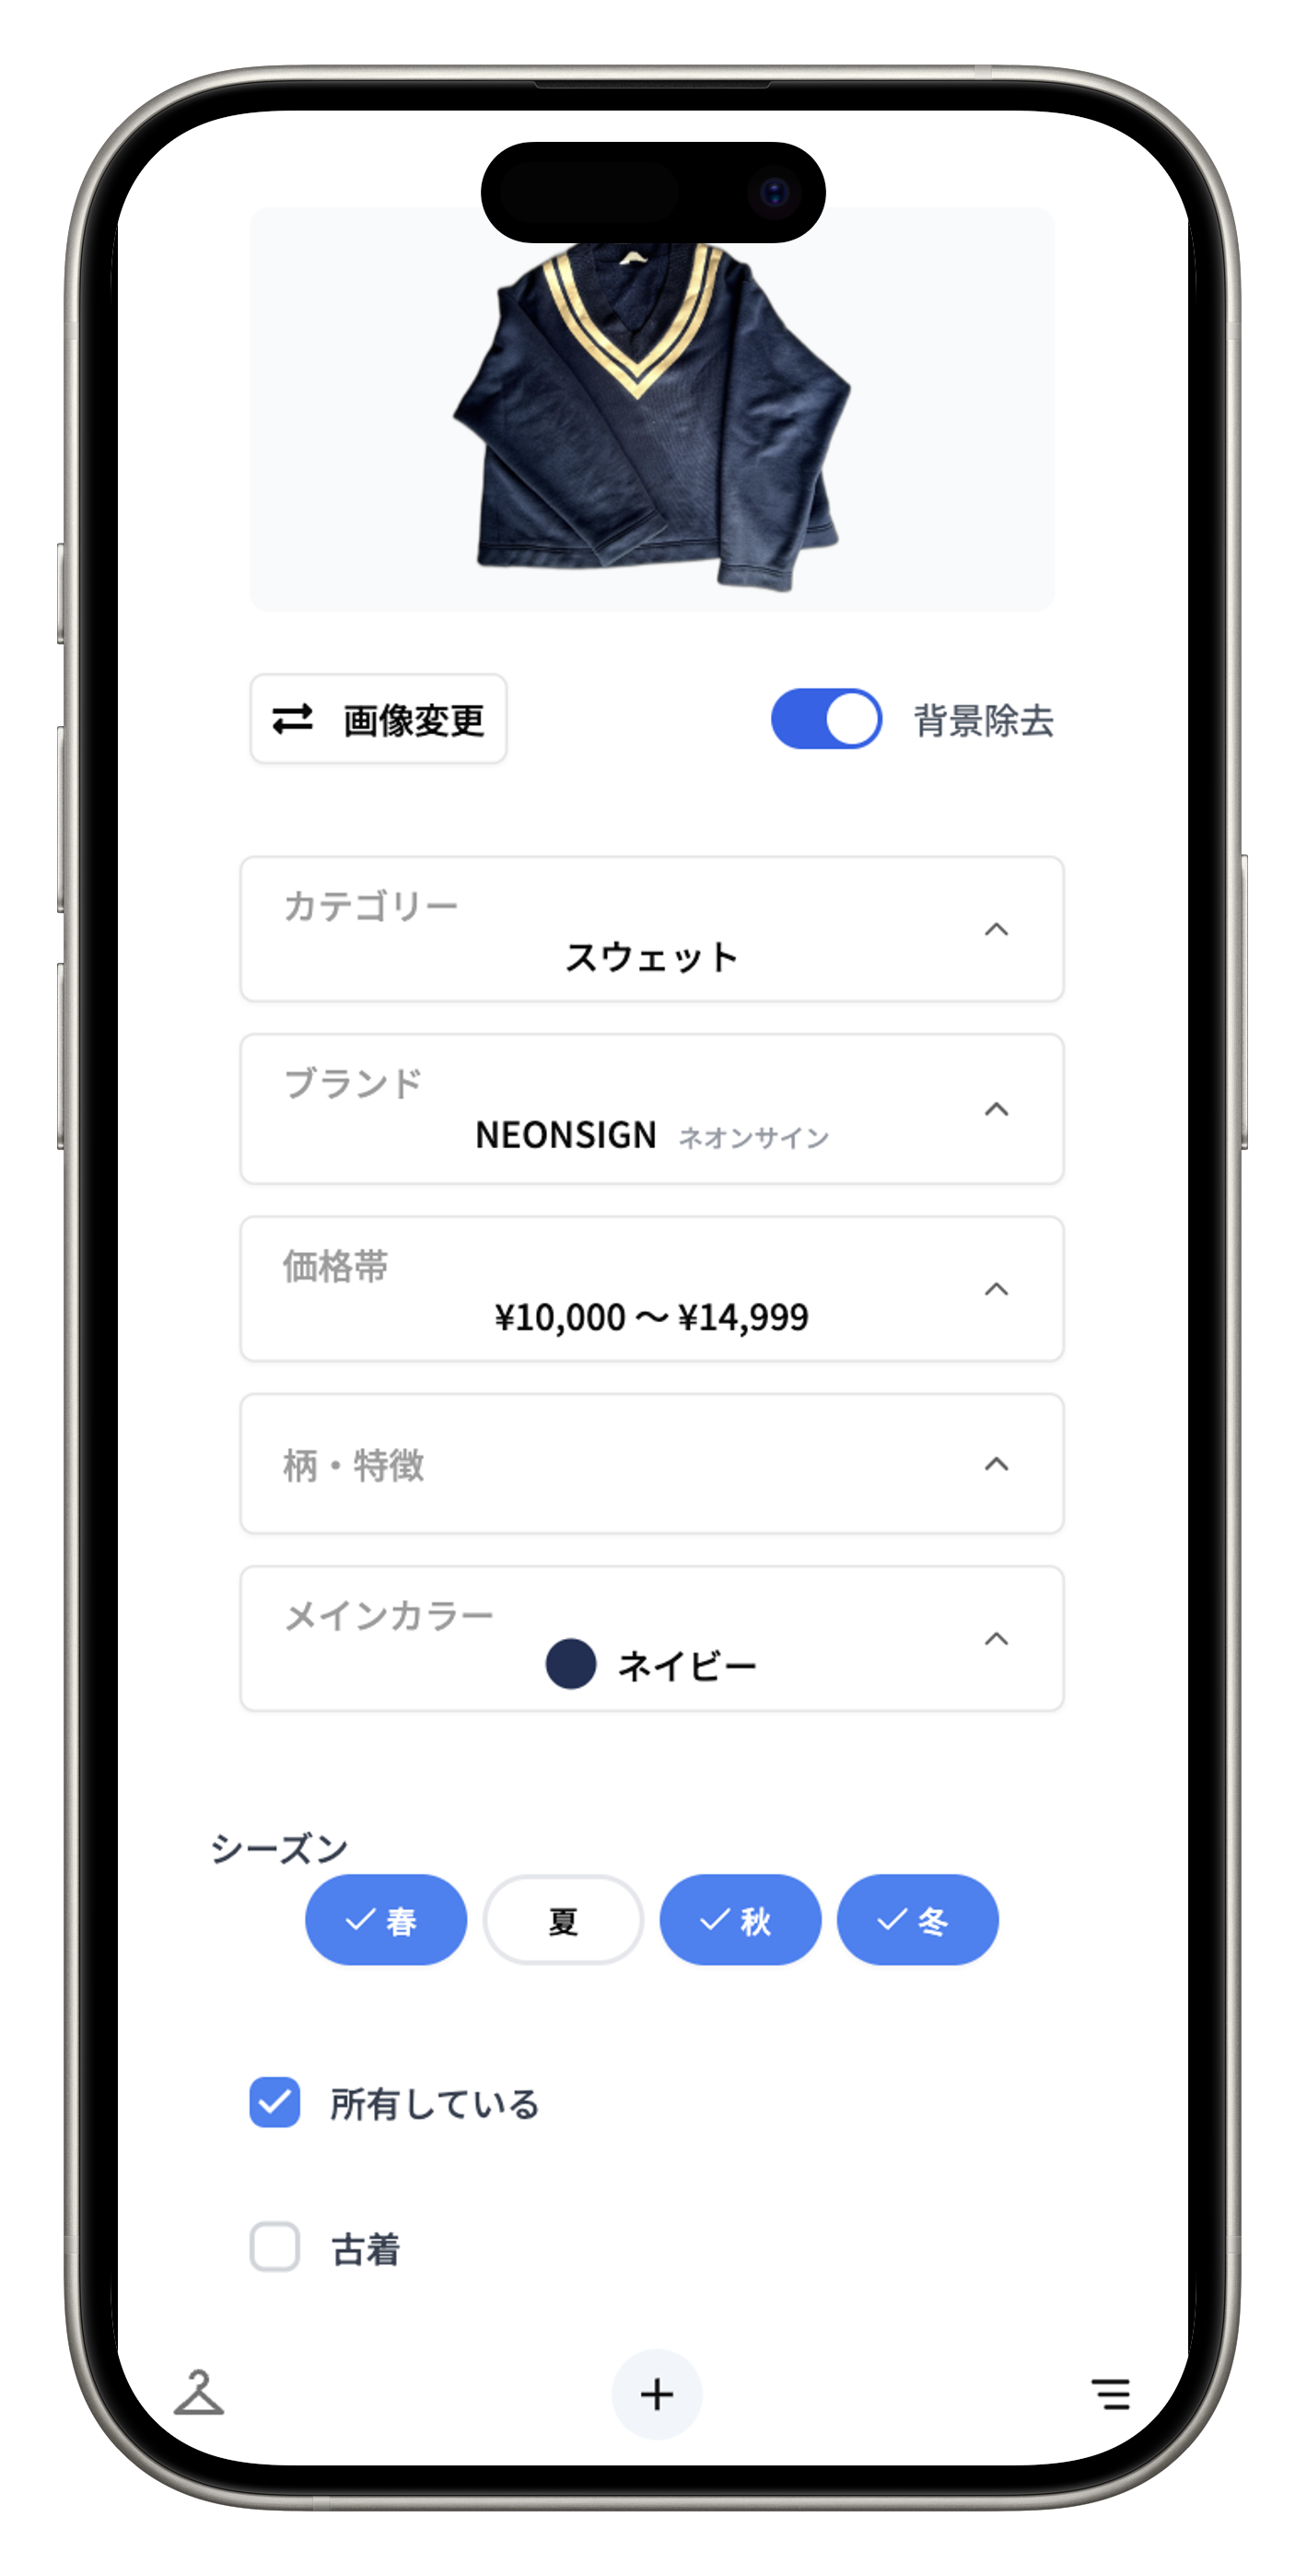 画像変更 背景除去
カテゴリー
スウェット
ブランド
NEONSIGN ネオンサイン
価格帯
¥10,000 〜 ¥14,999
柄・特徴
メインカラー
ネイビー
シーズン
春 夏 秋 冬
所有している
古着